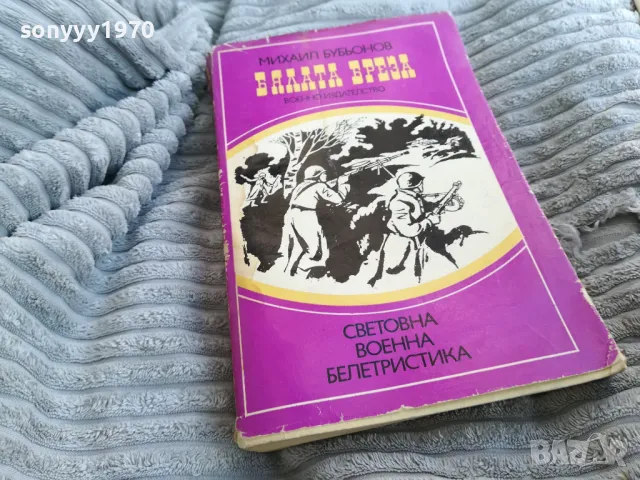 sonyyy1970
МИХАИЛ БУБЬОНОВ
БЯЛАТА БРЕЗА
ВОЕННО ИЗДАТЕЛСТВО
СВЕТОВНА
ВОЕННА
БЕЛЕТРИСТИКА